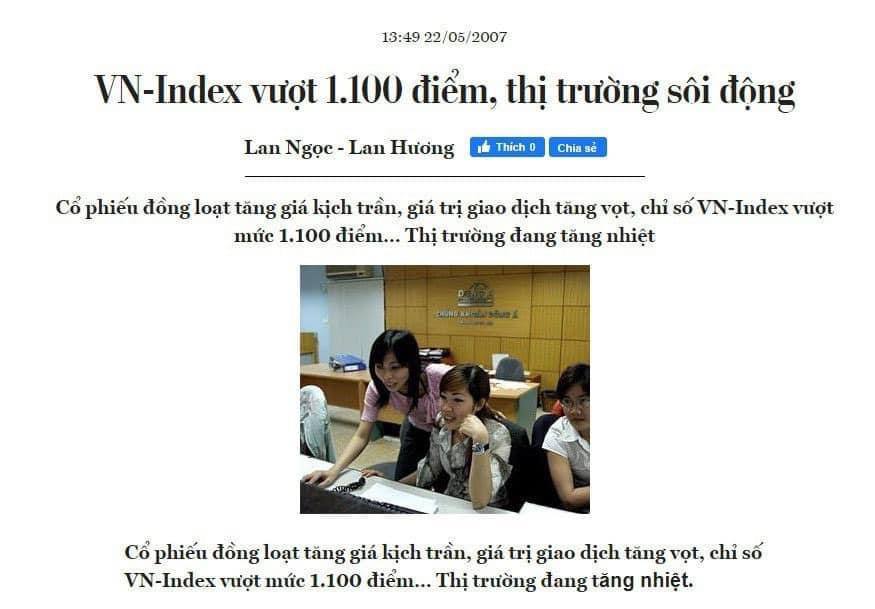 13:49 22/05/2007
VN-Index vượt 1.100 điểm, thị trường sôi động
Lan Ngọc - Lan Hương Thích 0 Chia sẻ
Cổ phiếu đồng loạt tăng giá kịch trần, giá trị giao dịch tăng vọt, chỉ số VN-Index vượt
mức 1.100 điểm... Thị trường đang tăng nhiệt
CHỨNG KHOÁN ĐÔNG Á
Cổ phiếu đồng loạt tăng giá kịch trần, giá trị giao dịch tăng vọt, chỉ số
VN-Index vượt mức 1.100 điểm... Thị trường đang tăng nhiệt.